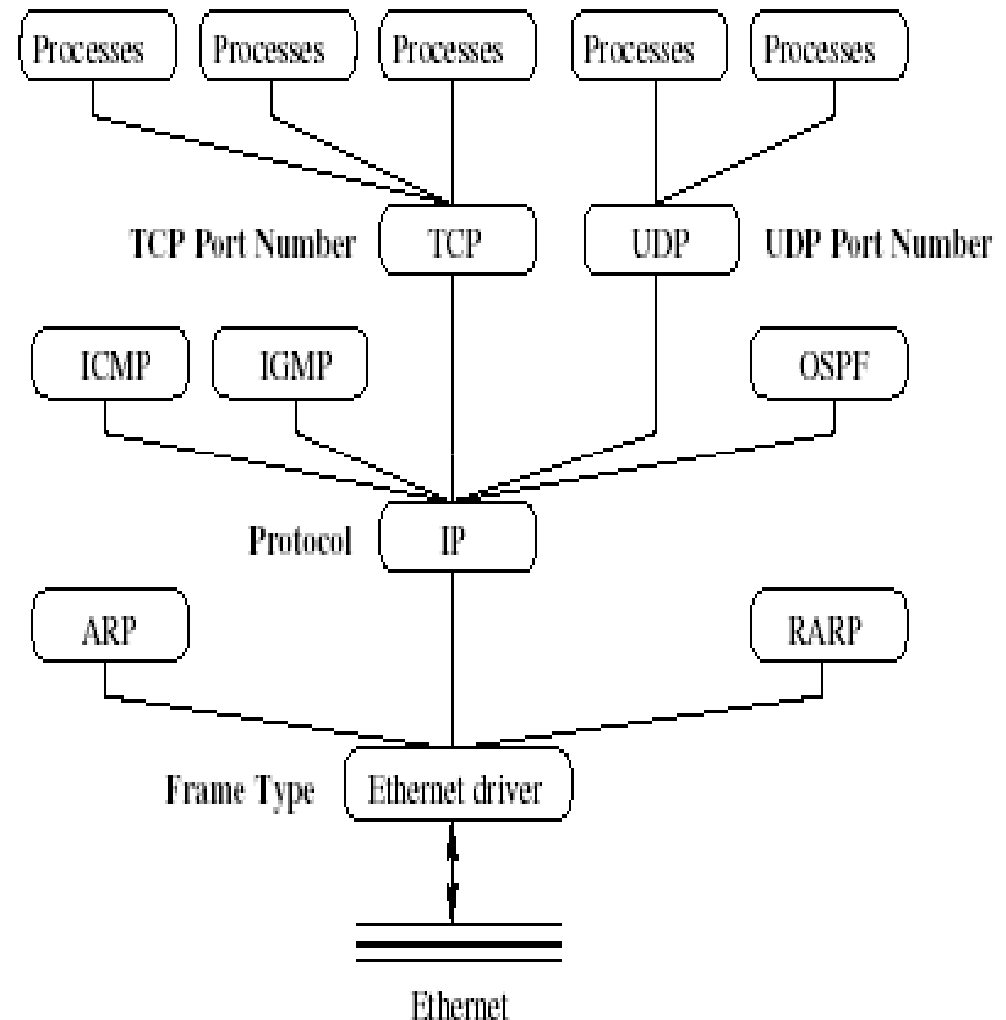 Processes Processes Processes Processes Processes
TCP Port Number TCP UDP UDP Port Number
ICMP IGMP OSPF
Protocol IP
ARP RARP
Frame Type Ethernet driver
Ethernet